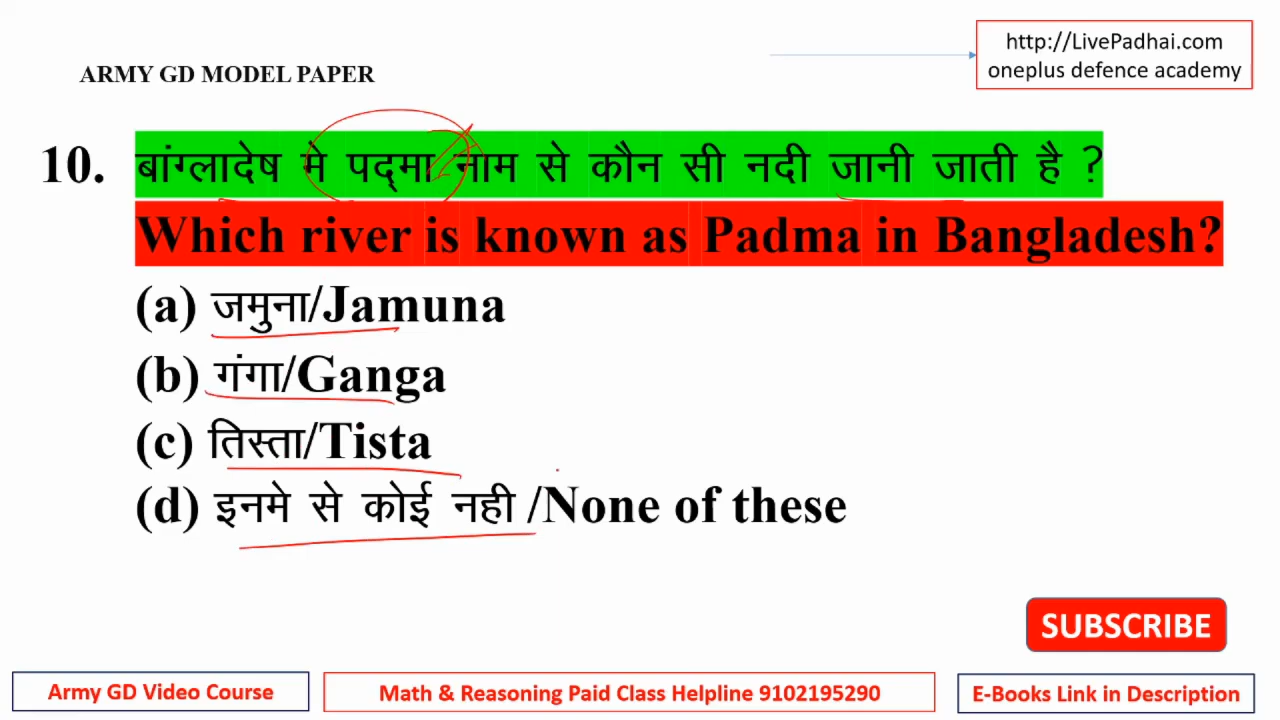 http://LivePadhai.com
oneplus defence academy
ARMY GD MODEL PAPER
10. बांग्लादेष मे पद्मा नाम से कौन सी नदी जानी जाती है ?
Which river is known as Padma in Bangladesh?
(a) जमुना/Jamuna
(b) गंगा/Ganga
(c) तिस्ता/Tista
(d) इनमे से कोई नही /None of these
SUBSCRIBE
Army GD Video Course
Math & Reasoning Paid Class Helpline 9102195290
E-Books Link in Description